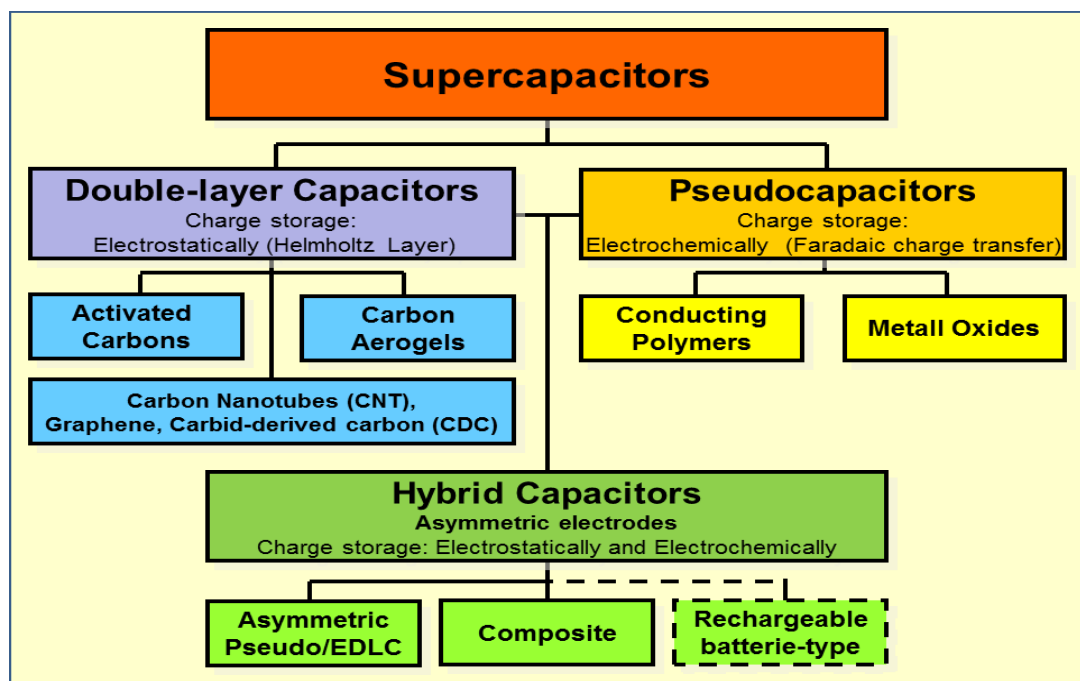 Supercapacitors
Double-layer Capacitors
Charge storage:
Electrostatically (Helmholtz Layer)
Pseudocapacitors
Charge storage:
Electrochemically (Faradaic charge transfer)
Activated
Carbons
Carbon
Aerogels
Conducting
Polymers
Metall Oxides
Carbon Nanotubes (CNT),
Graphene, Carbid-derived carbon (CDC)
Hybrid Capacitors
Asymmetric electrodes
Charge storage: Electrostatically and Electrochemically
Asymmetric
Pseudo/EDLC
Composite
Rechargeable
batterie-type